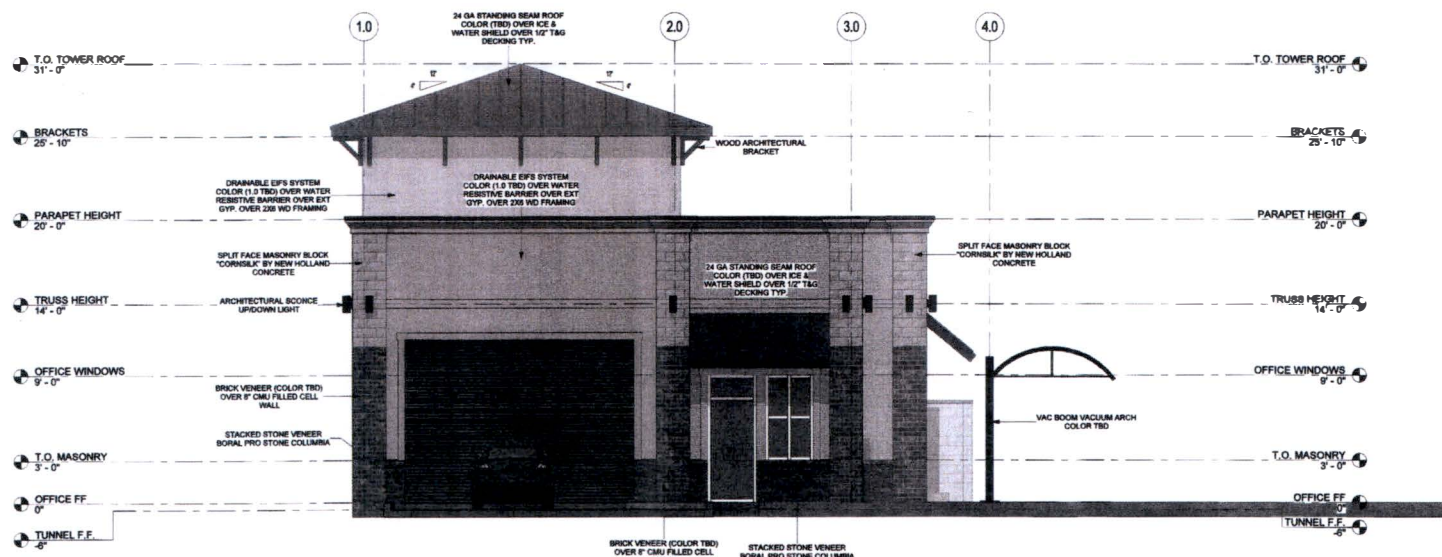 1.0
2.0
3.0
4.0
24 GA STANDING SEAM ROOF
COLOR (TBD) OVER ICE &
WATER SHIELD OVER 1/2" T&G
DECKING TYP.
T.O. TOWER ROOF
31' - 0"
T.O. TOWER ROOF
31' - 0"
12"
12"
BRACKETS
25' - 10"
WOOD ARCHITECTURAL
BRACKET
BRACKETS
25' - 10"
DRAINABLE EIFS SYSTEM
COLOR (1.0 TBD) OVER WATER
RESISTIVE BARRIER OVER EXT
GYP. OVER 2X6 WD FRAMING
DRAINABLE EIFS SYSTEM
COLOR (1.0 TBD) OVER WATER
RESISTIVE BARRIER OVER EXT
GYP. OVER 2X6 WD FRAMING
PARAPET HEIGHT
20' - 0"
PARAPET HEIGHT
20' - 0"
SPLIT FACE MASONRY BLOCK
"CORNSILK" BY NEW HOLLAND
CONCRETE
24 GA STANDING SEAM ROOF
COLOR (TBD) OVER ICE &
WATER SHIELD OVER 1/2" T&G
DECKING TYP.
SPLIT FACE MASONRY BLOCK
"CORNSILK" BY NEW HOLLAND
CONCRETE
TRUSS HEIGHT
14' - 0"
ARCHITECTURAL SCONCE
UP/DOWN LIGHT
TRUSS HEIGHT
14' - 0"
OFFICE WINDOWS
9' - 0"
OFFICE WINDOWS
9' - 0"
BRICK VENEER (COLOR TBD)
OVER 8" CMU FILLED CELL
WALL
VAC BOOM VACUUM ARCH
COLOR TBD
STACKED STONE VENEER
BORAL PRO STONE COLUMBIA
T.O. MASONRY
3' - 0"
T.O. MASONRY
3' - 0"
OFFICE FF
0"
OFFICE FF
0"
TUNNEL F.F.
-6"
TUNNEL F.F.
-6"
BRICK VENEER (COLOR TBD)
OVER 8" CMU FILLED CELL
STACKED STONE VENEER
BORAL PRO STONE COLUMBIA